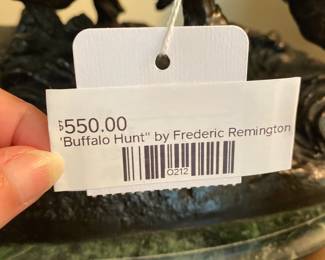 $550.00
"Buffalo Hunt" by Frederic Remington
0212